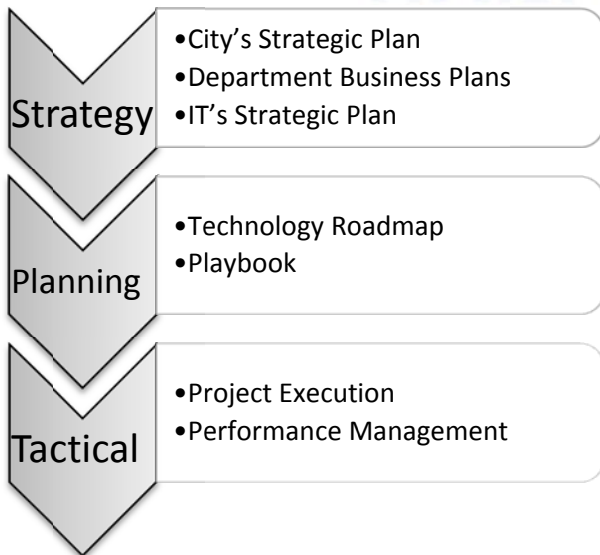 Strategy
•City’s Strategic Plan
•Department Business Plans
•IT’s Strategic Plan
Planning
•Technology Roadmap
•Playbook
Tactical
•Project Execution
•Performance Management